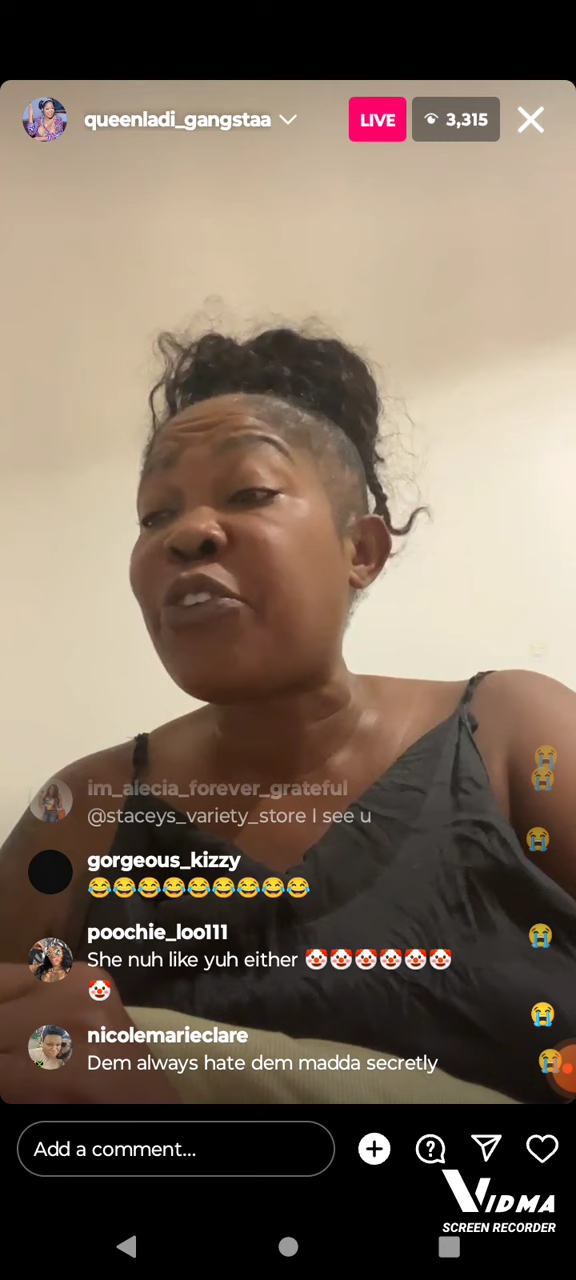 queenladi_gangstaa
LIVE
3,315
im_alecia_forever_grateful
@staceys_variety_store I see u
gorgeous_kizzy
😂😂😂😂😂😂😂😂😂
poochie_loo111
She nuh like yuh either 🤡🤡🤡🤡🤡🤡
🤡
nicolemarieclare
Dem always hate dem madda secretly
Add a comment...
VIDMA
SCREEN RECORDER